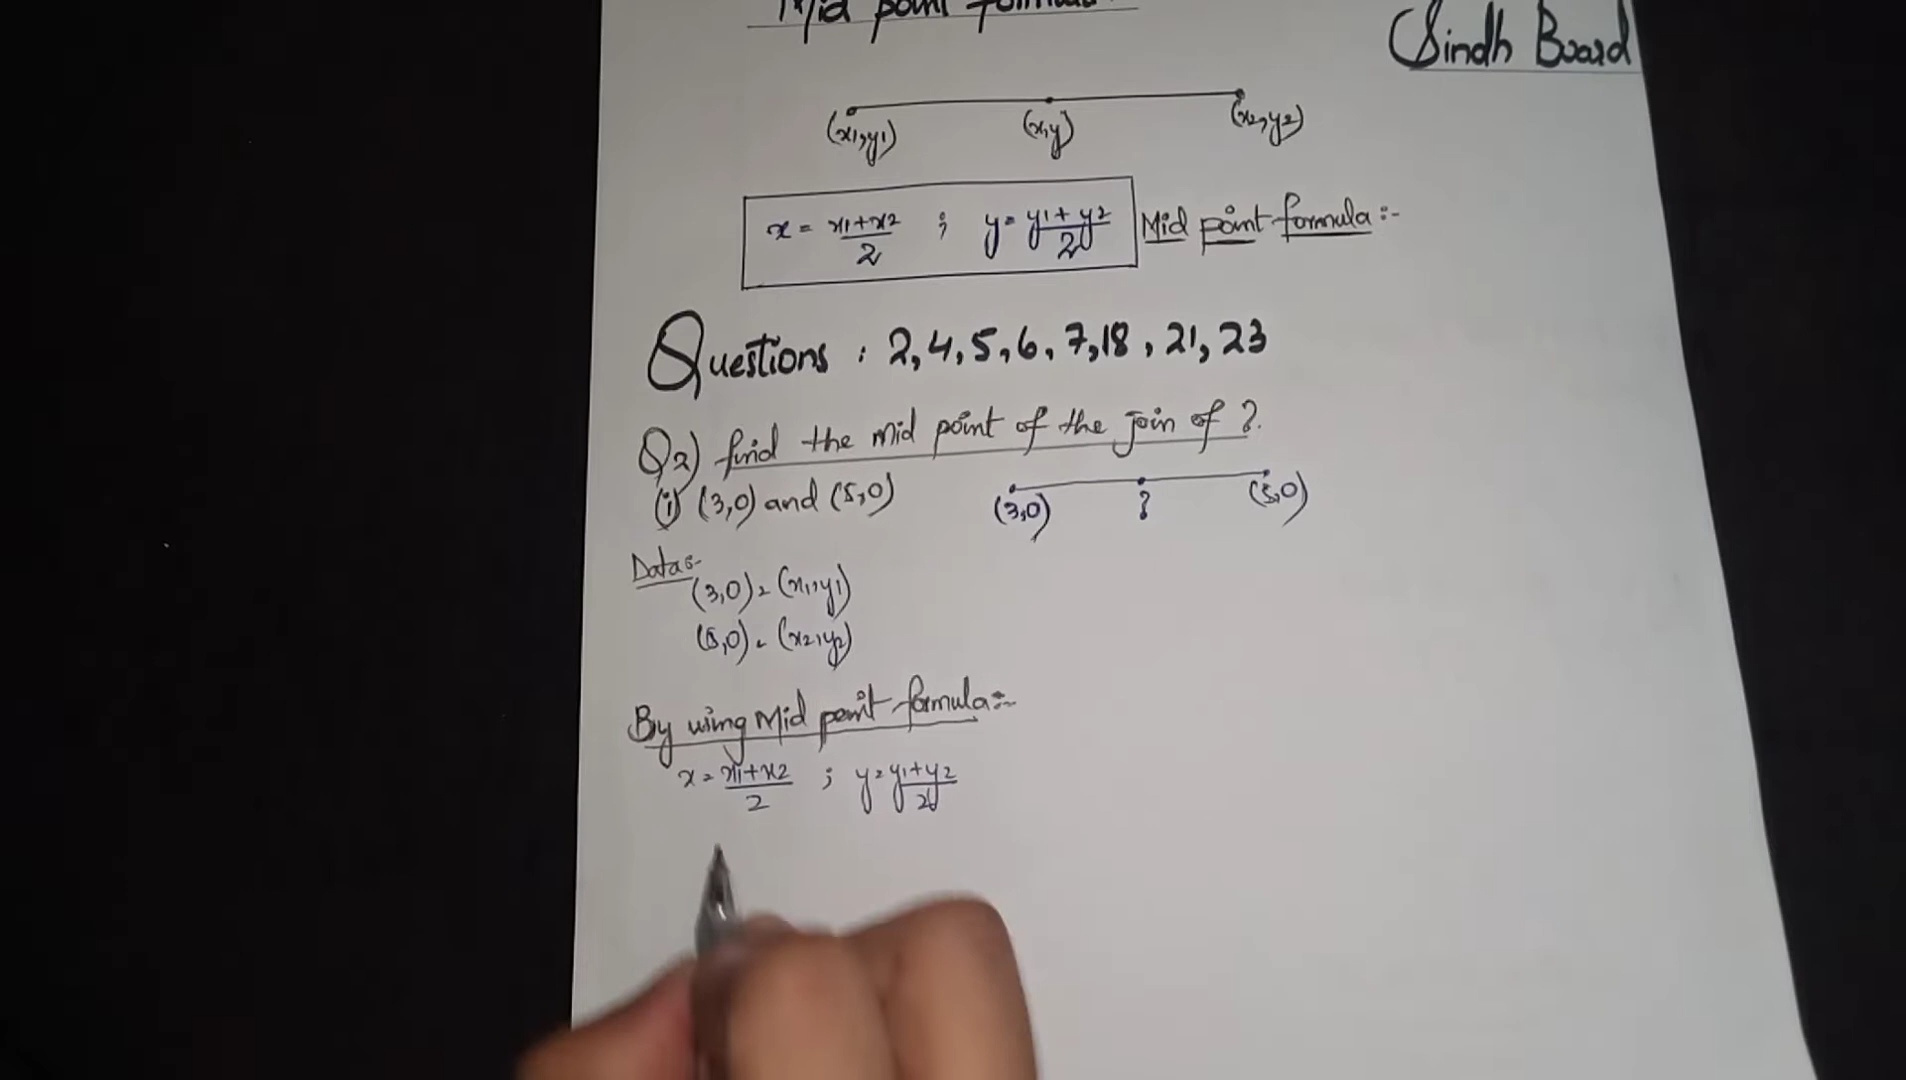 Mid point formula
Sindh Board
(x1,y1) (x,y) (x2,y2)
x = x1+x2/2 ; y = y1+y2/2 Mid point formula:-
Questions : 2,4,5,6,7,18,21,23
Q2) find the mid point of the join of ?.
(i) (3,0) and (5,0) (3,0) ? (5,0)
Data:-
(3,0) = (x1,y1)
(5,0) = (x2,y2)
By using Mid point formula:-
x = x1+x2/2 ; y = y1+y2/2